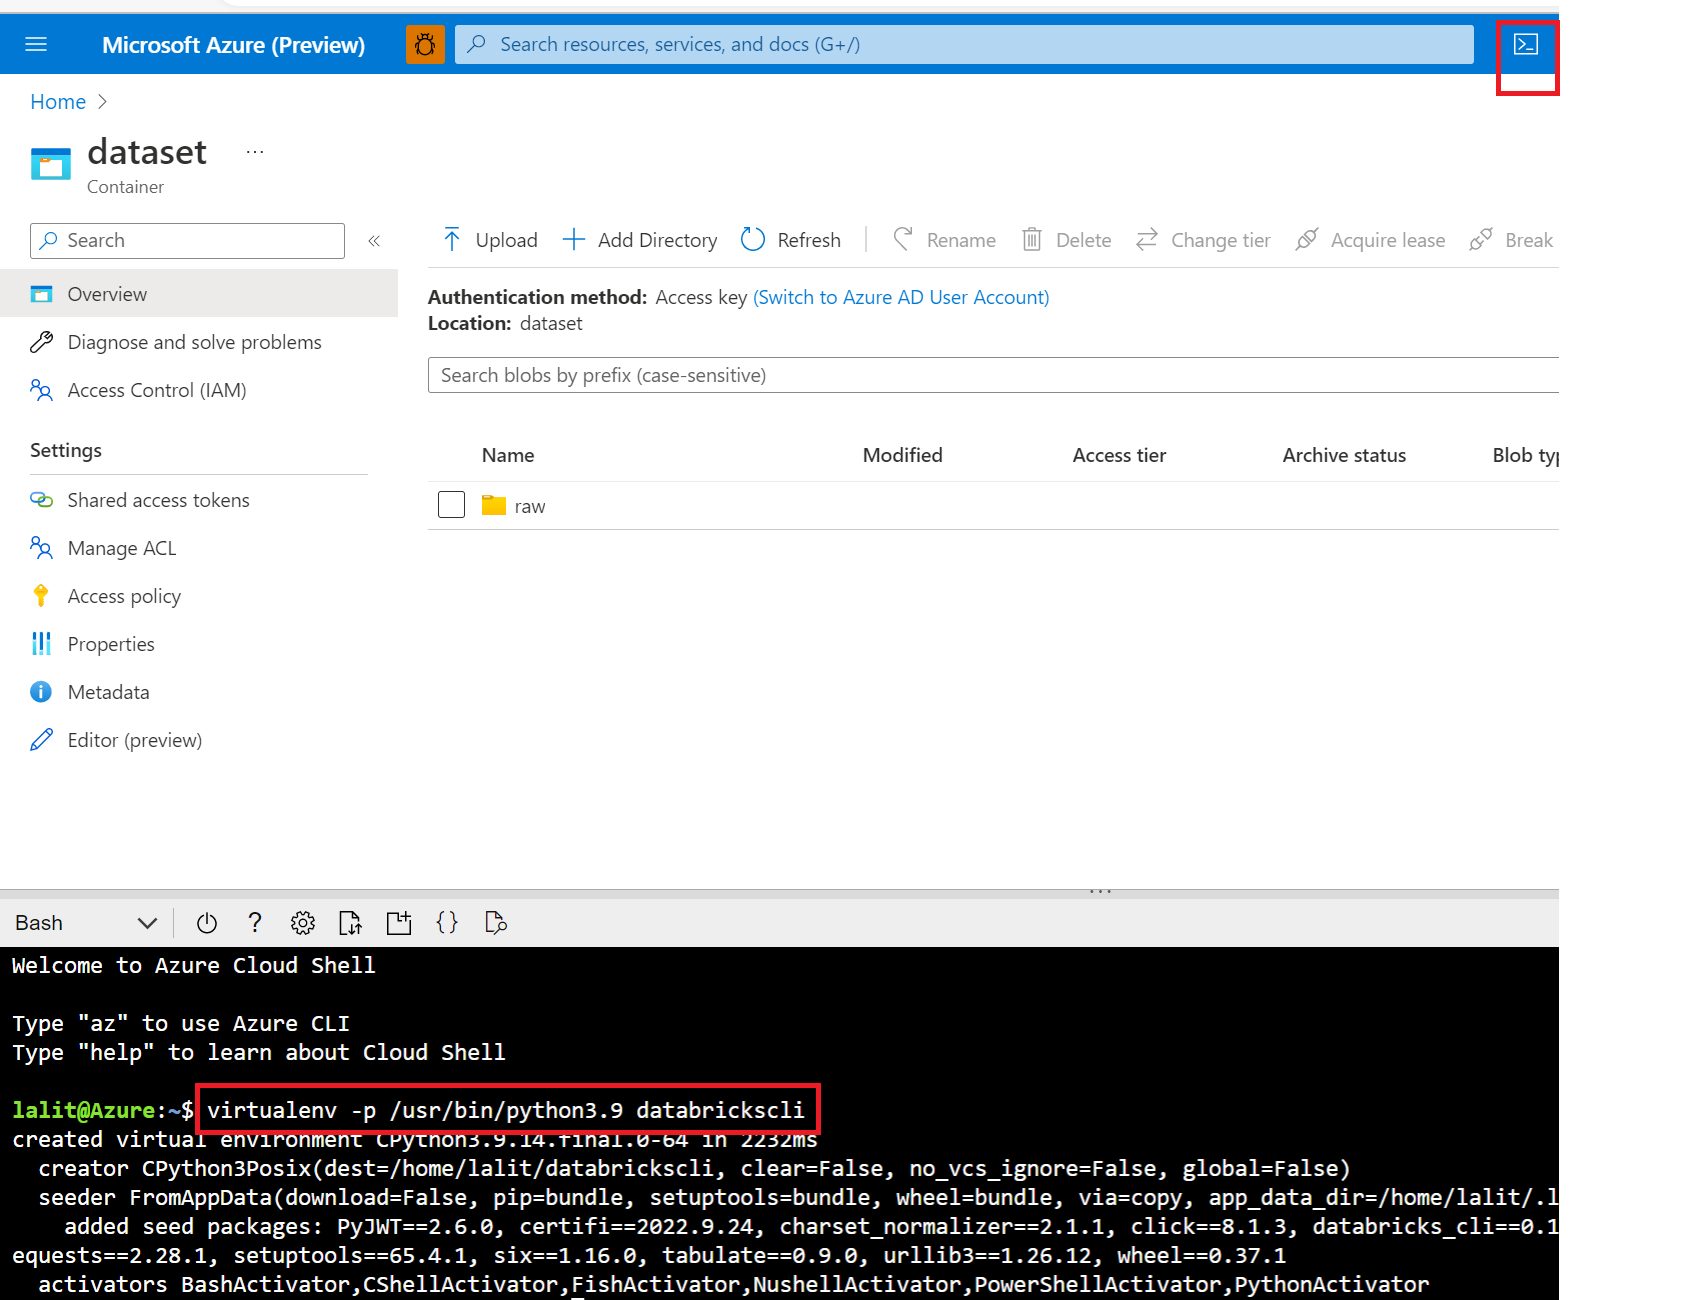 Microsoft Azure (Preview)
Search resources, services, and docs (G+/)
Home
dataset
Container
Search
Upload
Add Directory
Refresh
Rename
Delete
Change tier
Acquire lease
Break
Overview
Diagnose and solve problems
Access Control (IAM)
Settings
Shared access tokens
Manage ACL
Access policy
Properties
Metadata
Editor (preview)
Authentication method: Access key (Switch to Azure AD User Account)
Location: dataset
Search blobs by prefix (case-sensitive)
Name Modified Access tier Archive status Blob typ
raw
Bash
Welcome to Azure Cloud Shell
Type "az" to use Azure CLI
Type "help" to learn about Cloud Shell
lalit@Azure:~$ virtualenv -p /usr/bin/python3.9 databrickscli
created virtual environment CPython3.9.14.final.0-64 in 2232ms
creator CPython3Posix(dest=/home/lalit/databrickscli, clear=False, no_vcs_ignore=False, global=False)
seeder FromAppData(download=False, pip=bundle, setuptools=bundle, wheel=bundle, via=copy, app_data_dir=/home/lalit/.l
added seed packages: PyJWT==2.6.0, certifi==2022.9.24, charset_normalizer==2.1.1, click==8.1.3, databricks_cli==0.1
equests==2.28.1, setuptools==65.4.1, six==1.16.0, tabulate==0.9.0, urllib3==1.26.12, wheel==0.37.1
activators BashActivator,CShellActivator,FishActivator,NushellActivator,PowerShellActivator,PythonActivator